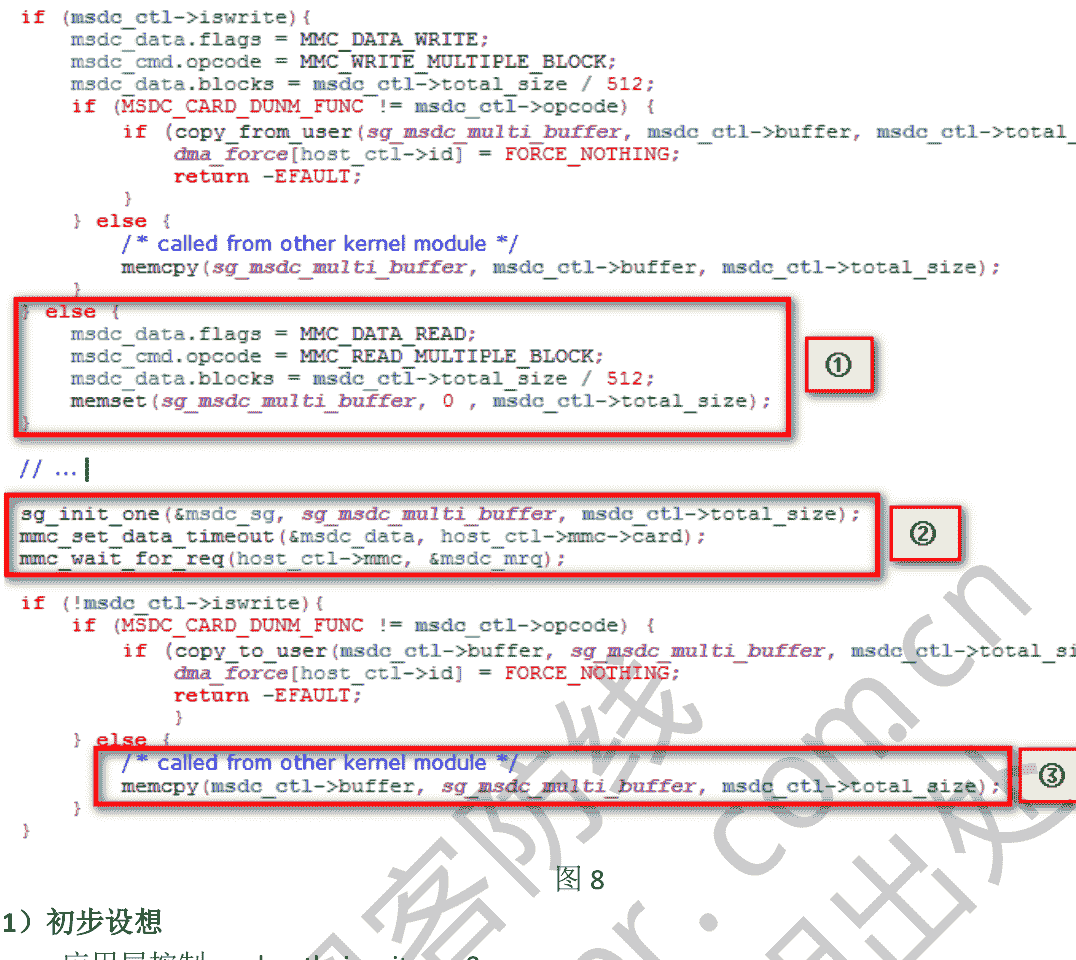 if (msdc_ctl->iswrite){
msdc_data.flags = MMC_DATA_WRITE;
msdc_cmd.opcode = MMC_WRITE_MULTIPLE_BLOCK;
msdc_data.blocks = msdc_ctl->total_size / 512;
if (MSDC_CARD_DUNM_FUNC != msdc_ctl->opcode) {
if (copy_from_user(sg_msdc_multi_buffer, msdc_ctl->buffer, msdc_ctl->total_
dma_force[host_ctl->id] = FORCE_NOTHING;
return -EFAULT;
}
} else {
/* called from other kernel module */
memcpy(sg_msdc_multi_buffer, msdc_ctl->buffer, msdc_ctl->total_size);
}
} else {
msdc_data.flags = MMC_DATA_READ;
msdc_cmd.opcode = MMC_READ_MULTIPLE_BLOCK;
msdc_data.blocks = msdc_ctl->total_size / 512;
memset(sg_msdc_multi_buffer, 0 , msdc_ctl->total_size);
}
①
// ...
sg_init_one(&msdc_sg, sg_msdc_multi_buffer, msdc_ctl->total_size);
mmc_set_data_timeout(&msdc_data, host_ctl->mmc->card);
mmc_wait_for_req(host_ctl->mmc, &msdc_mrq);
②
if (!msdc_ctl->iswrite){
if (MSDC_CARD_DUNM_FUNC != msdc_ctl->opcode) {
if (copy_to_user(msdc_ctl->buffer, sg_msdc_multi_buffer, msdc_ctl->total_si
dma_force[host_ctl->id] = FORCE_NOTHING;
return -EFAULT;
}
} else {
/* called from other kernel module */
memcpy(msdc_ctl->buffer, sg_msdc_multi_buffer, msdc_ctl->total_size);
③
}
}
图 8
1）初步设想